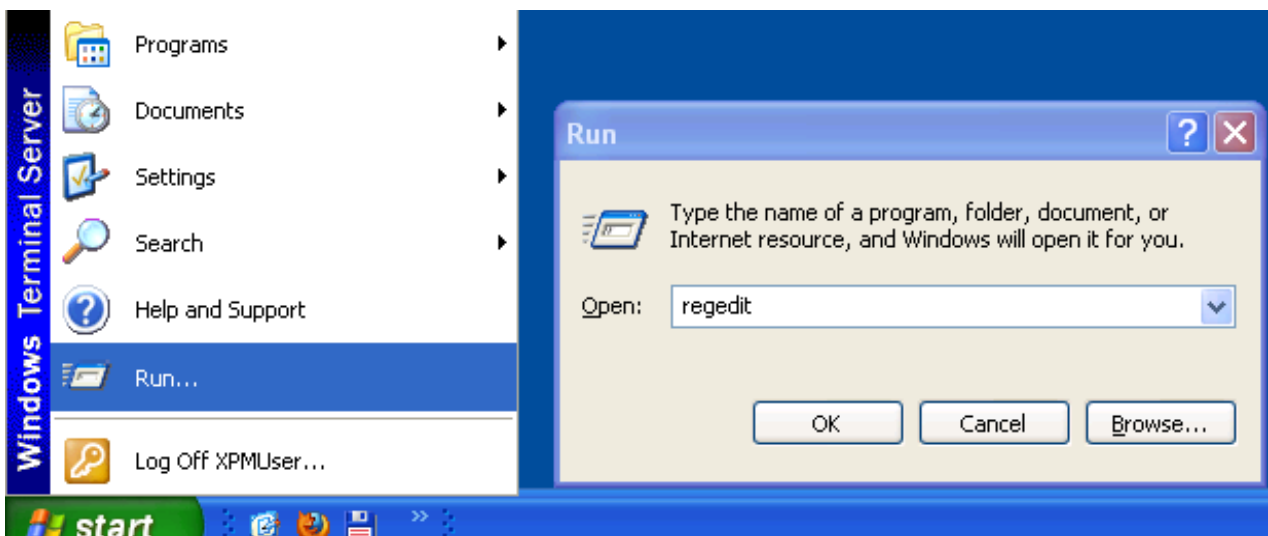 Windows Terminal Server
Programs
Documents
Settings
Search
Help and Support
Run...
Log Off XPMUser...
start
Run
Type the name of a program, folder, document, or
Internet resource, and Windows will open it for you.
Open:
regedit
OK
Cancel
Browse...